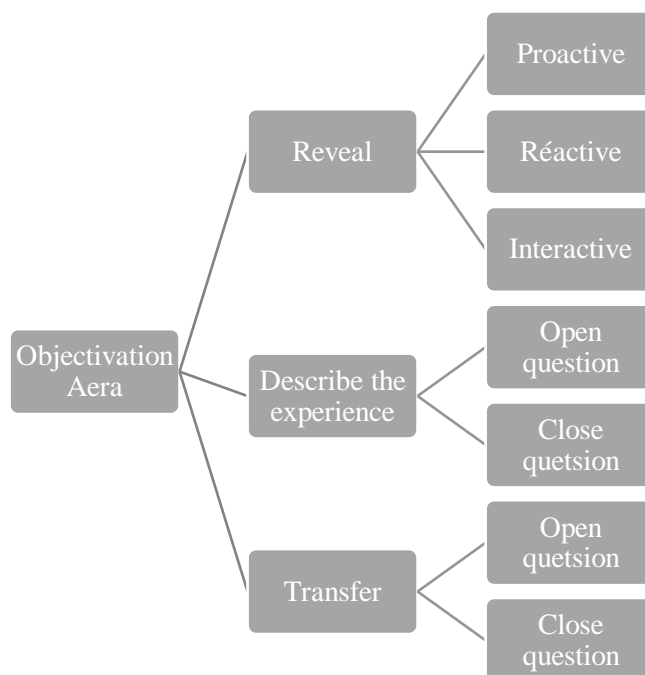 Proactive
Reveal
Réactive
Interactive
Objectivation
Aera
Describe the
experience
Open
question
Close
quetsion
Transfer
Open
quetsion
Close
question